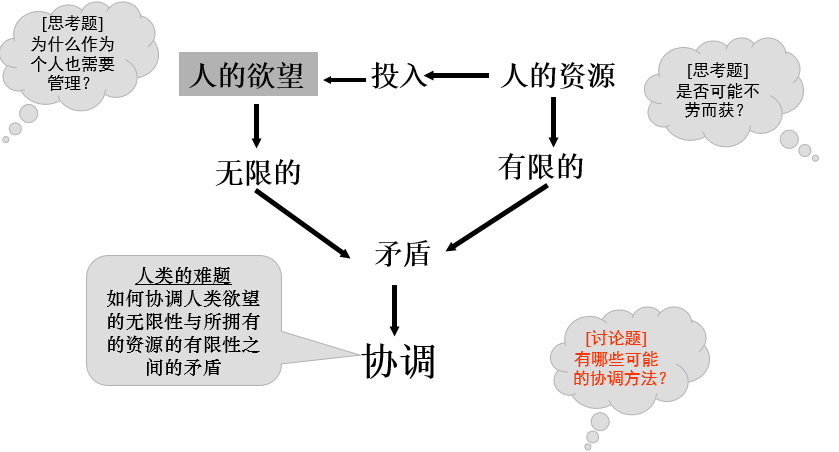 [思考题]
为什么作为
个人也需要
管理？
人的欲望
投入
人的资源
[思考题]
是否可能不
劳而获？
无限的
有限的
矛盾
人类的难题
如何协调人类欲望
的无限性与所拥有
的资源的有限性之
间的矛盾
协调
[讨论题]
有哪些可能
的协调方法？